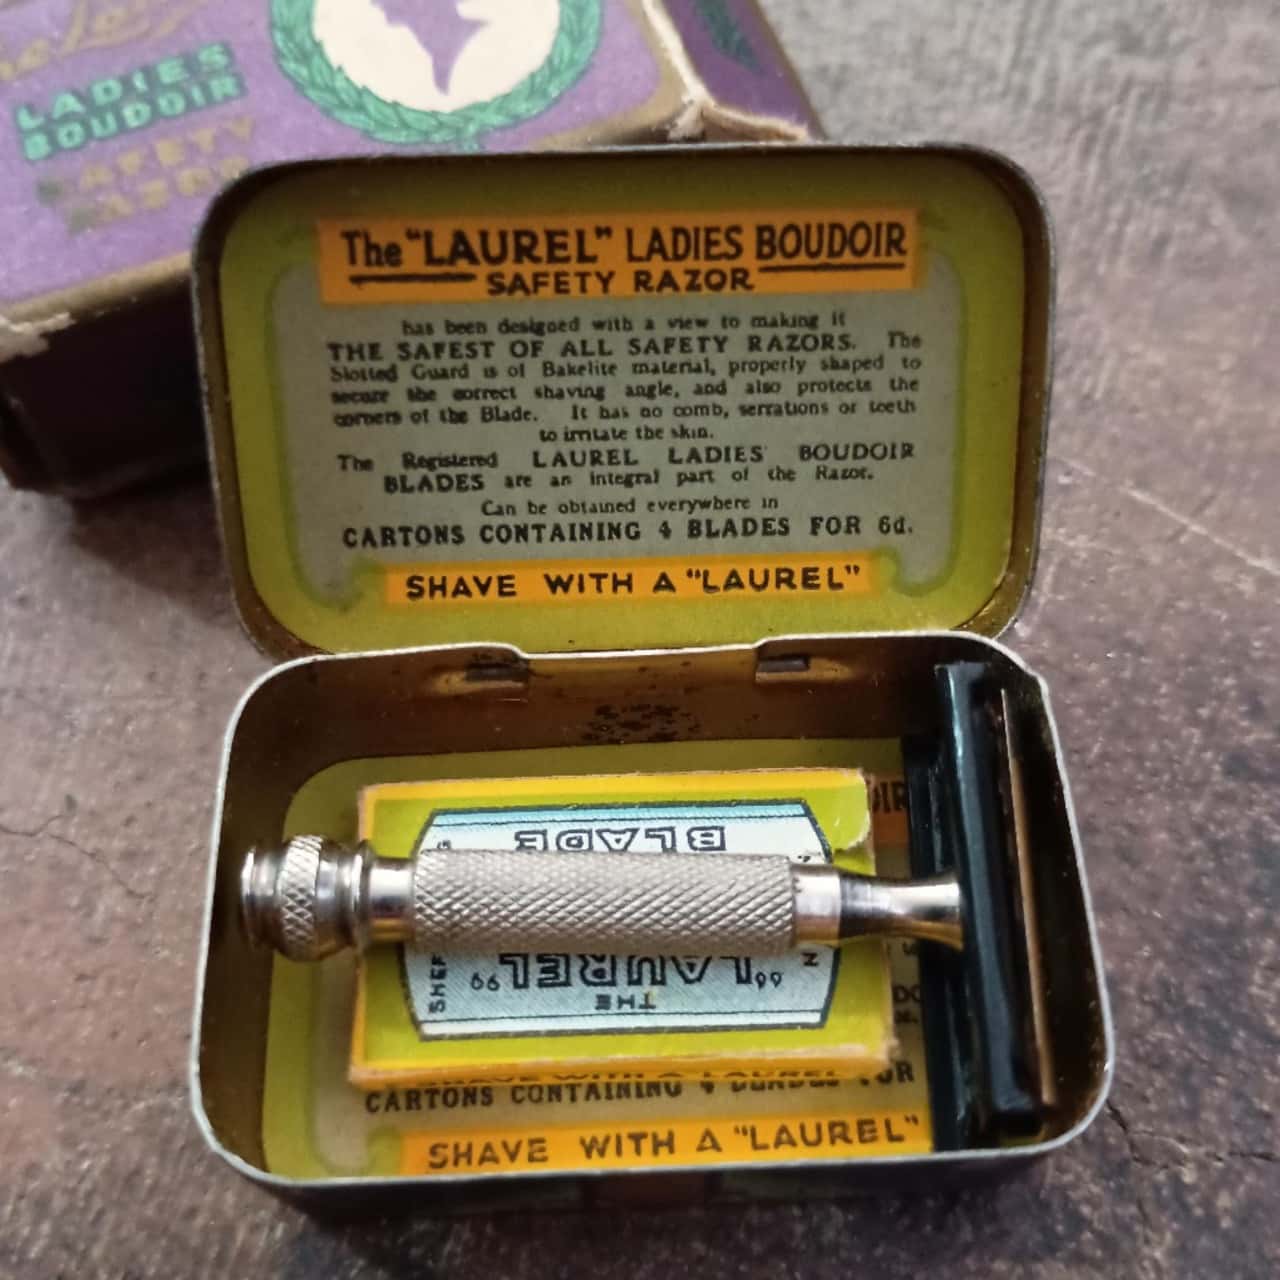 LADIES
BOUDOIR
SAFETY
RAZOR
The "LAUREL" LADIES BOUDOIR
SAFETY RAZOR
has been designed with a view to making it
THE SAFEST OF ALL SAFETY RAZORS. The
Slotted Guard is of Bakelite material, properly shaped to
secure the correct shaving angle, and also protects the
corners of the Blade. It has no comb, serrations or teeth
to irritate the skin.
The Registered LAUREL LADIES' BOUDOIR
BLADES are an integral part of the Razor.
Can be obtained everywhere in
CARTONS CONTAINING 4 BLADES FOR 6d.
SHAVE WITH A "LAUREL"
THE
"LAUREL"
BLADE
SHAVE WITH A LAUREL
CARTONS CONTAINING 4 BLADES FOR
SHAVE WITH A "LAUREL"